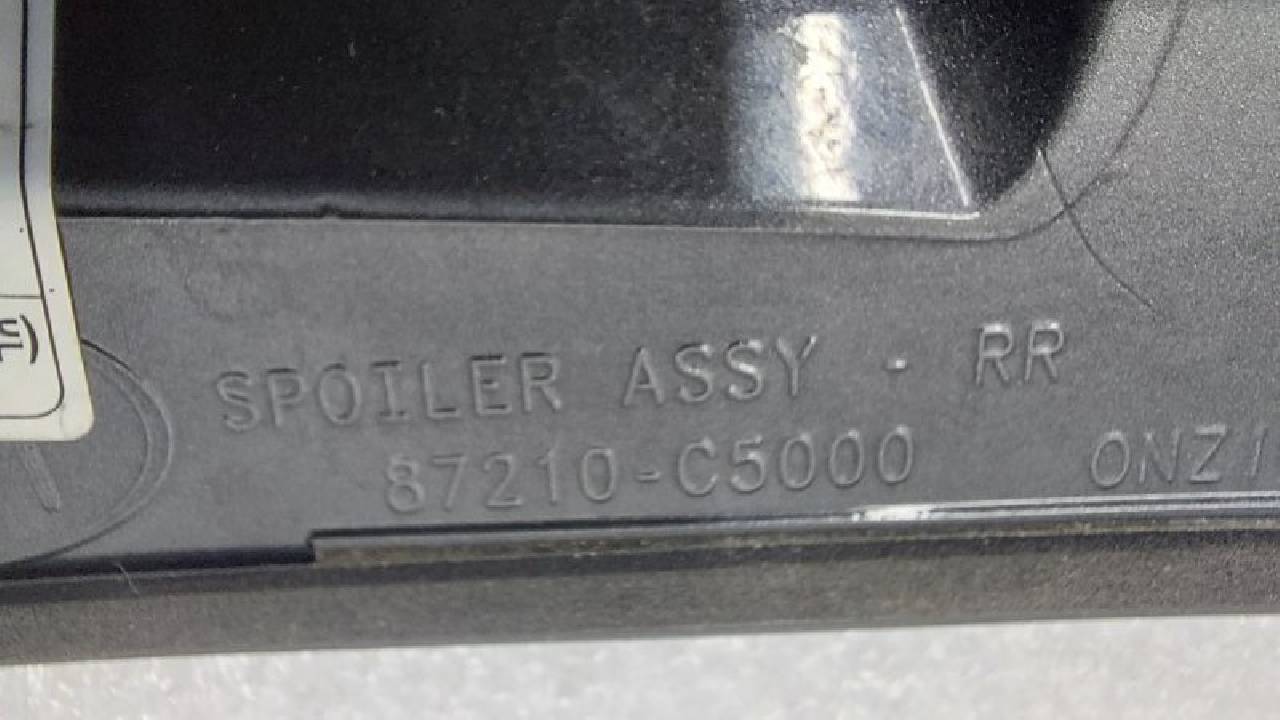 SPOILER ASSY - RR
87210-C5000